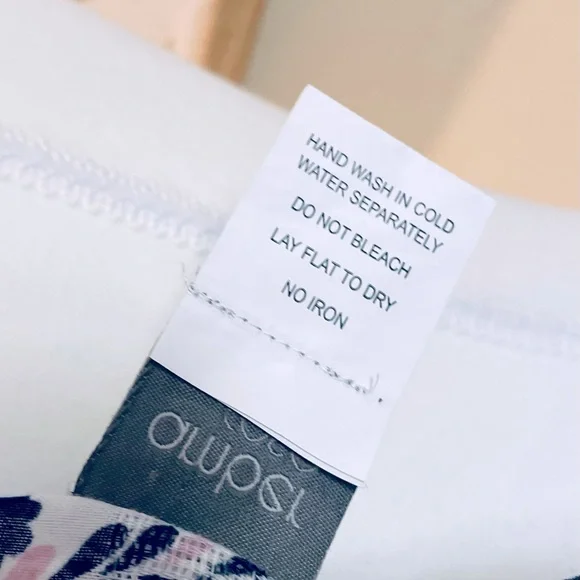 HAND WASH IN COLD
WATER SEPARATELY
DO NOT BLEACH
LAY FLAT TO DRY
NO IRON